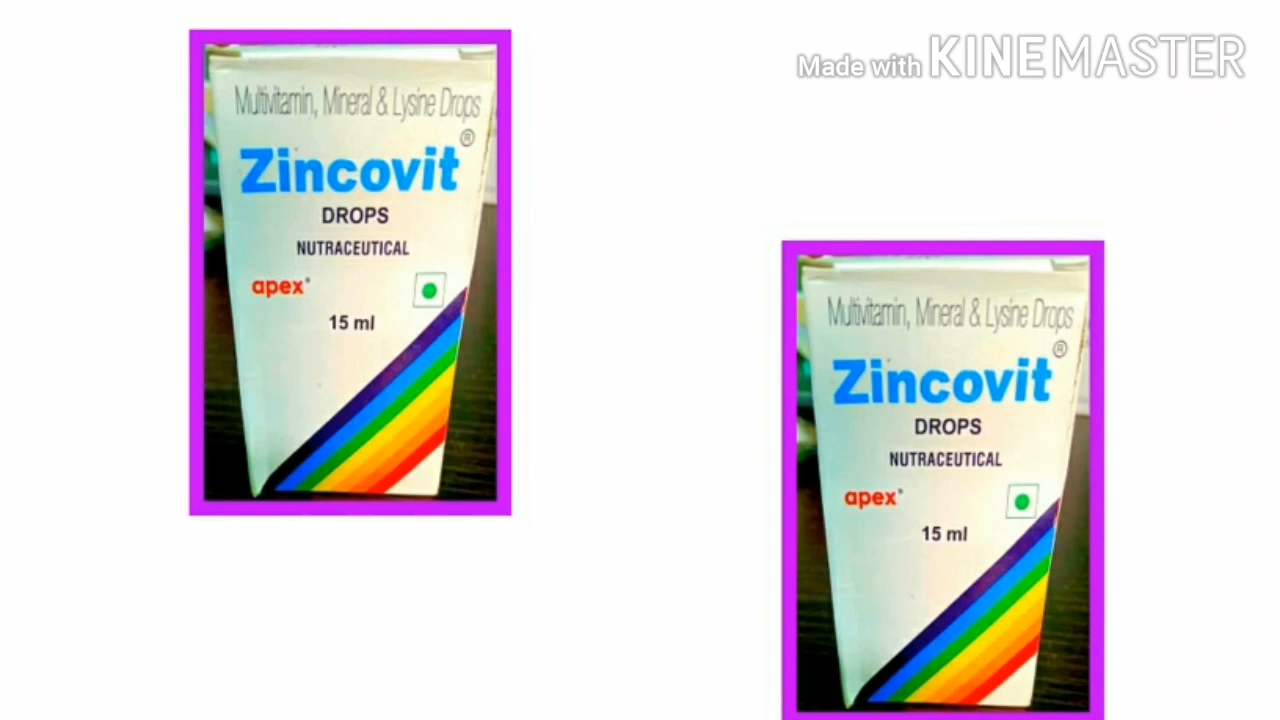 Made with KINEMASTER
Multivitamin, Mineral & Lysine Drops
Zincovit®
DROPS
NUTRACEUTICAL
apex®
15 ml
Multivitamin, Mineral & Lysine Drops
Zincovit®
DROPS
NUTRACEUTICAL
apex®
15 ml